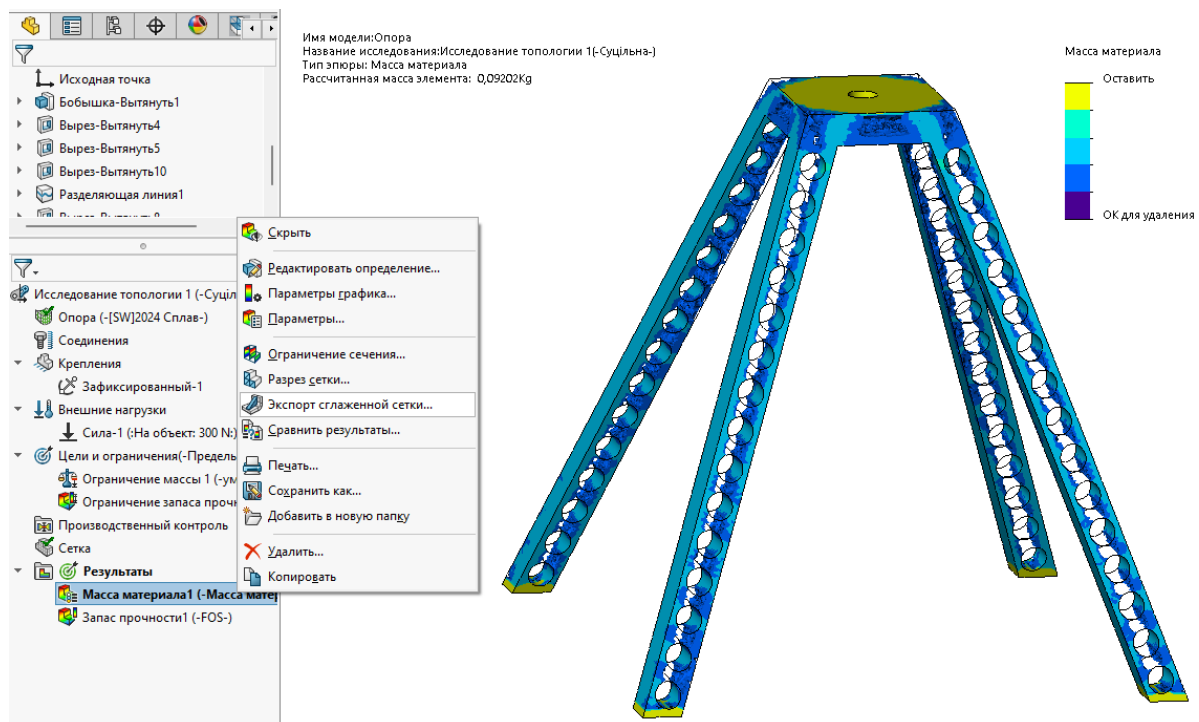 Исходная точка
Бобышка-Вытянуть1
Вырез-Вытянуть4
Вырез-Вытянуть5
Вырез-Вытянуть10
Разделяющая линия1
Исследование топологии 1 (-Суціл
Опора (-[SW]2024 Сплав-)
Соединения
Крепления
Зафиксированный-1
Внешние нагрузки
Сила-1 (:На объект: 300 N:)
Цели и ограничения(-Предель
Ограничение массы 1 (-ум
Ограничение запаса проч
Производственный контроль
Сетка
Результаты
Масса материала1 (-Масса мате
Запас прочности1 (-FOS-)
Скрыть
Редактировать определение...
Параметры графика...
Параметры...
Ограничение сечения...
Разрез сетки...
Экспорт сглаженной сетки...
Сравнить результаты...
Печать...
Сохранить как...
Добавить в новую папку
Удалить...
Копировать
Имя модели:Опора
Название исследования:Исследование топологии 1(-Суцільна-)
Тип эпюры: Масса материала
Рассчитанная масса элемента: 0,09202Kg
Масса материала
Оставить
ОК для удаления